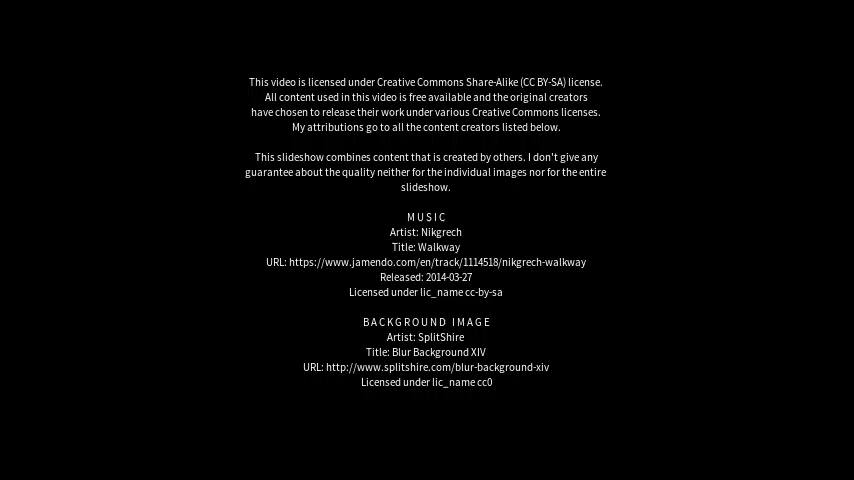 This video is licensed under Creative Commons Share-Alike (CC BY-SA) license.
All content used in this video is free available and the original creators
have chosen to release their work under various Creative Commons licenses.
My attributions go to all the content creators listed below.
This slideshow combines content that is created by others. I don't give any
guarantee about the quality neither for the individual images nor for the entire
slideshow.
MUSIC
Artist: Nikgrech
Title: Walkway
URL: https://www.jamendo.com/en/track/1114518/nikgrech-walkway
Released: 2014-03-27
Licensed under lic_name cc-by-sa
BACKGROUND IMAGE
Artist: SplitShire
Title: Blur Background XIV
URL: http://www.splitshire.com/blur-background-xiv
Licensed under lic_name cc0